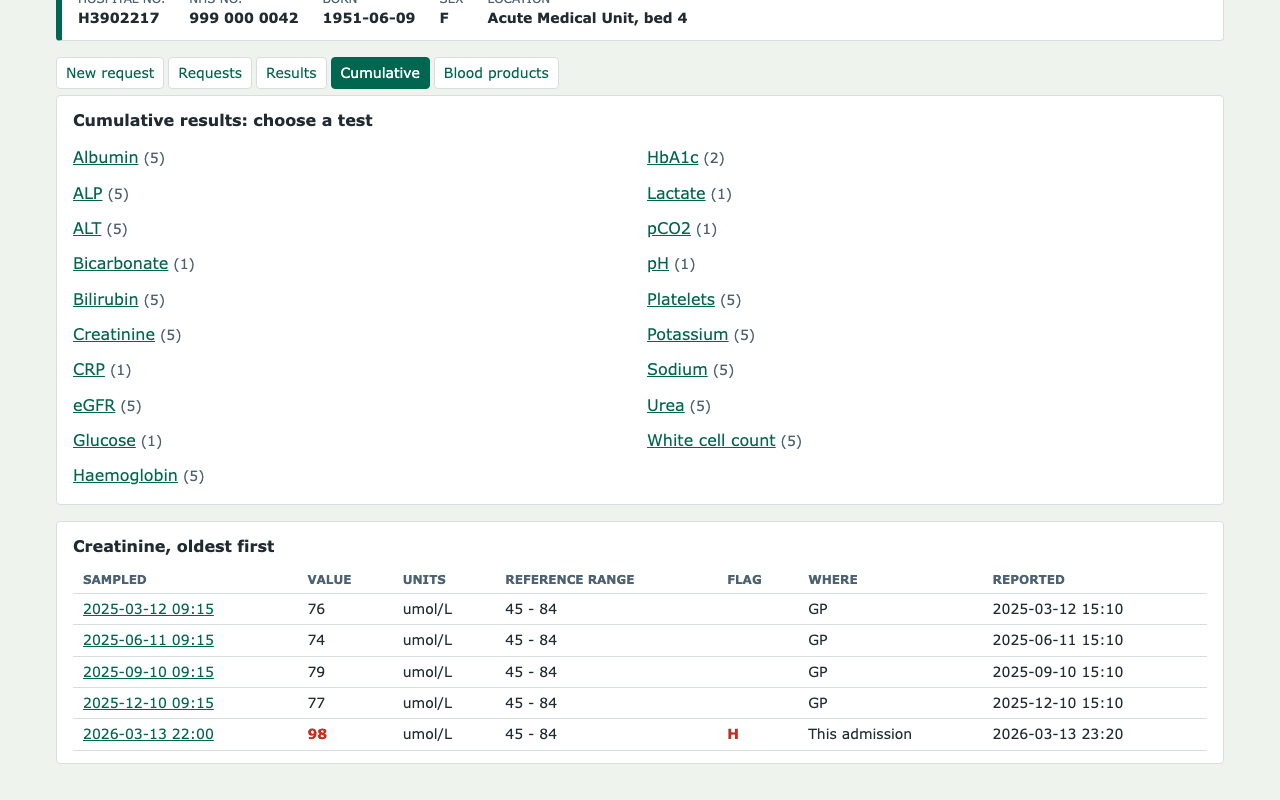 HOSPITAL NO. NHS NO. BORN SEX LOCATION
H3902217 999 000 0042 1951-06-09 F Acute Medical Unit, bed 4
New request Requests Results Cumulative Blood products
Cumulative results: choose a test
Albumin (5)
ALP (5)
ALT (5)
Bicarbonate (1)
Bilirubin (5)
Creatinine (5)
CRP (1)
eGFR (5)
Glucose (1)
Haemoglobin (5)
HbA1c (2)
Lactate (1)
pCO2 (1)
pH (1)
Platelets (5)
Potassium (5)
Sodium (5)
Urea (5)
White cell count (5)
Creatinine, oldest first
SAMPLED VALUE UNITS REFERENCE RANGE FLAG WHERE REPORTED
2025-03-12 09:15 76 umol/L 45 - 84 GP 2025-03-12 15:10
2025-06-11 09:15 74 umol/L 45 - 84 GP 2025-06-11 15:10
2025-09-10 09:15 79 umol/L 45 - 84 GP 2025-09-10 15:10
2025-12-10 09:15 77 umol/L 45 - 84 GP 2025-12-10 15:10
2026-03-13 22:00 98 umol/L 45 - 84 H This admission 2026-03-13 23:20